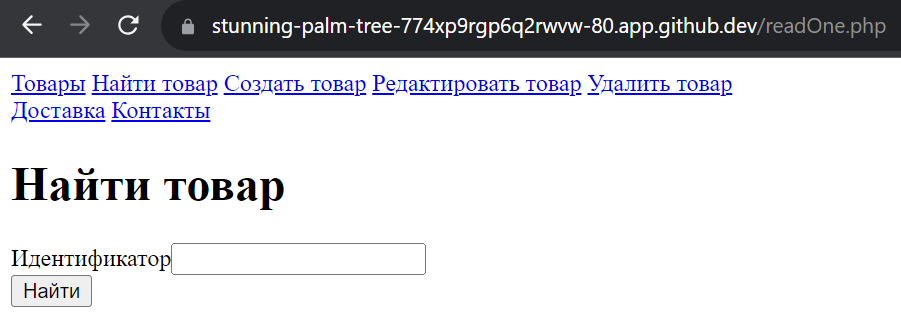 stunning-palm-tree-774xp9rgp6q2rwvw-80.app.github.dev/readOne.php
Товары Найти товар Создать товар Редактировать товар Удалить товар
Доставка Контакты
Найти товар
Идентификатор
Найти